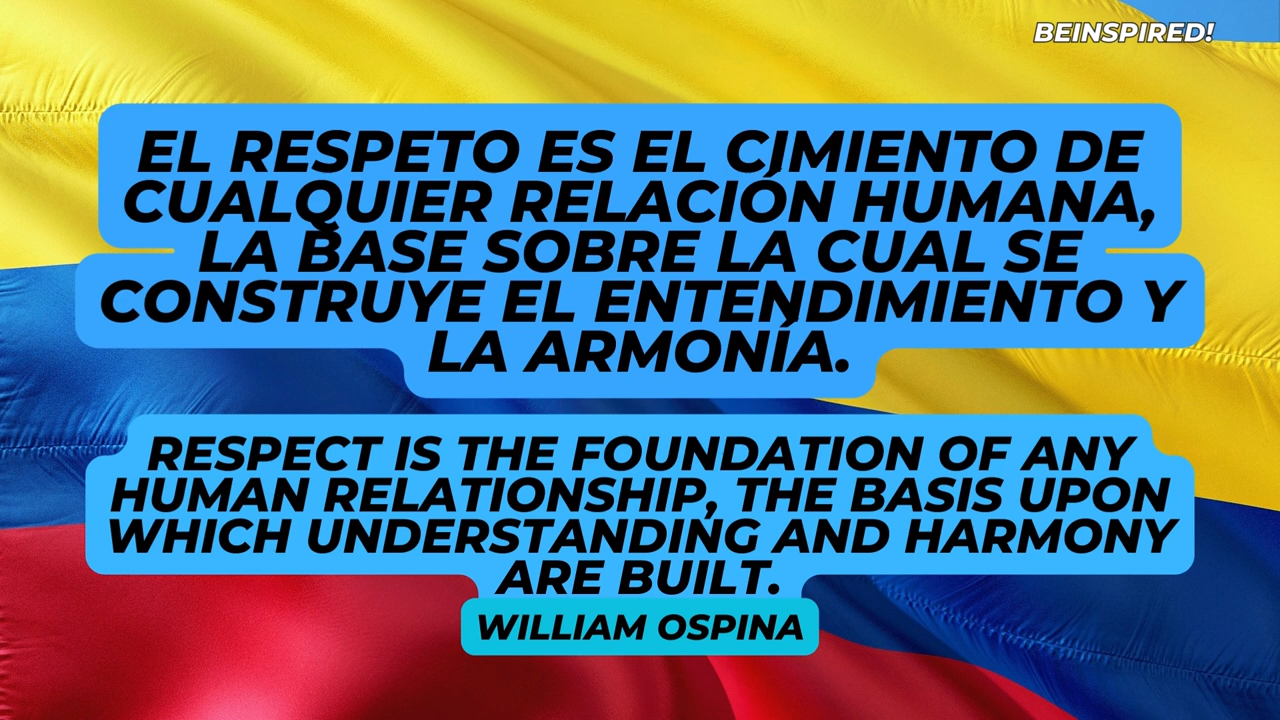 BEINSPIRED!
EL RESPETO ES EL CIMIENTO DE
CUALQUIER RELACIÓN HUMANA,
LA BASE SOBRE LA CUAL SE
CONSTRUYE EL ENTENDIMIENTO Y
LA ARMONÍA.
RESPECT IS THE FOUNDATION OF ANY
HUMAN RELATIONSHIP, THE BASIS UPON
WHICH UNDERSTANDING AND HARMONY
ARE BUILT.
WILLIAM OSPINA